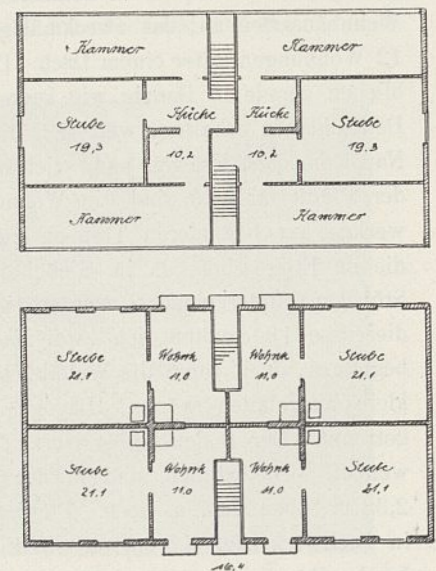 Kammer Kammer
Stube Küche Küche Stube
19,3 10,2 10,2 19.3
Kammer Kammer
Stube Wohnk Wohnk Stube
21.1 11,0 11.0 21.1
Stube Wohnk Wohnk Stube
21.1 11,0 11.0 21.1
16,4